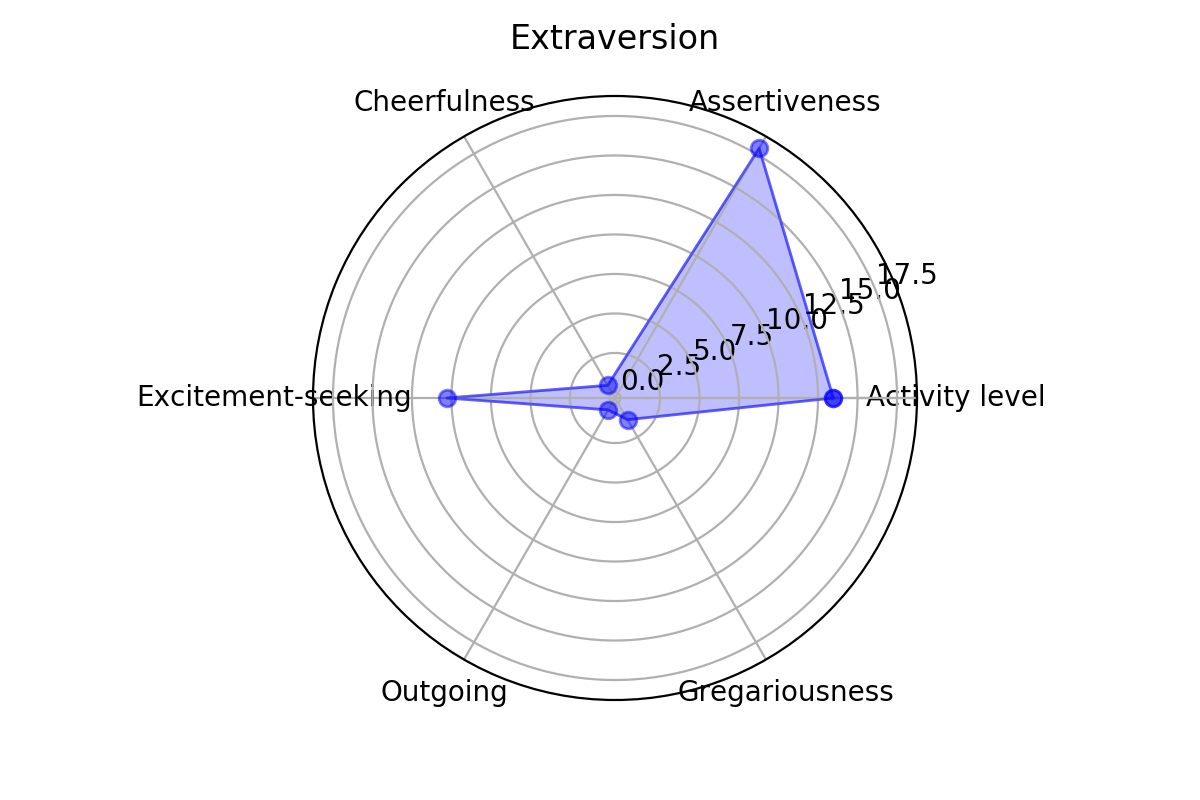 Extraversion
Cheerfulness
Assertiveness
17.5
15.0
12.5
10.0
7.5
5.0
2.5
0.0
Excitement-seeking
Activity level
Outgoing
Gregariousness